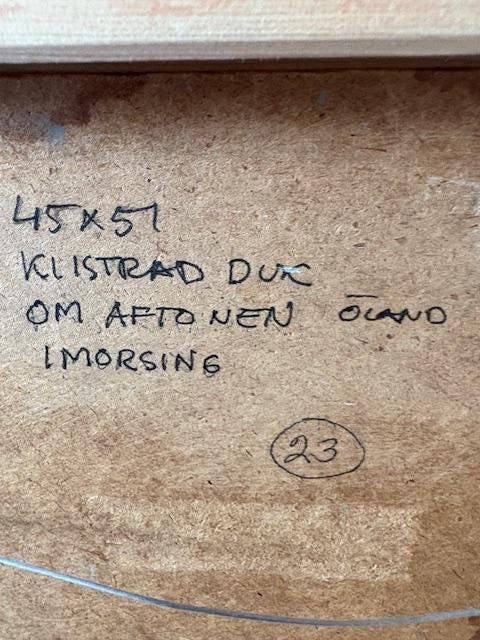 45x51
KLISTRAD DUK
OM AFTONEN ÖLAND
I MORSING
23